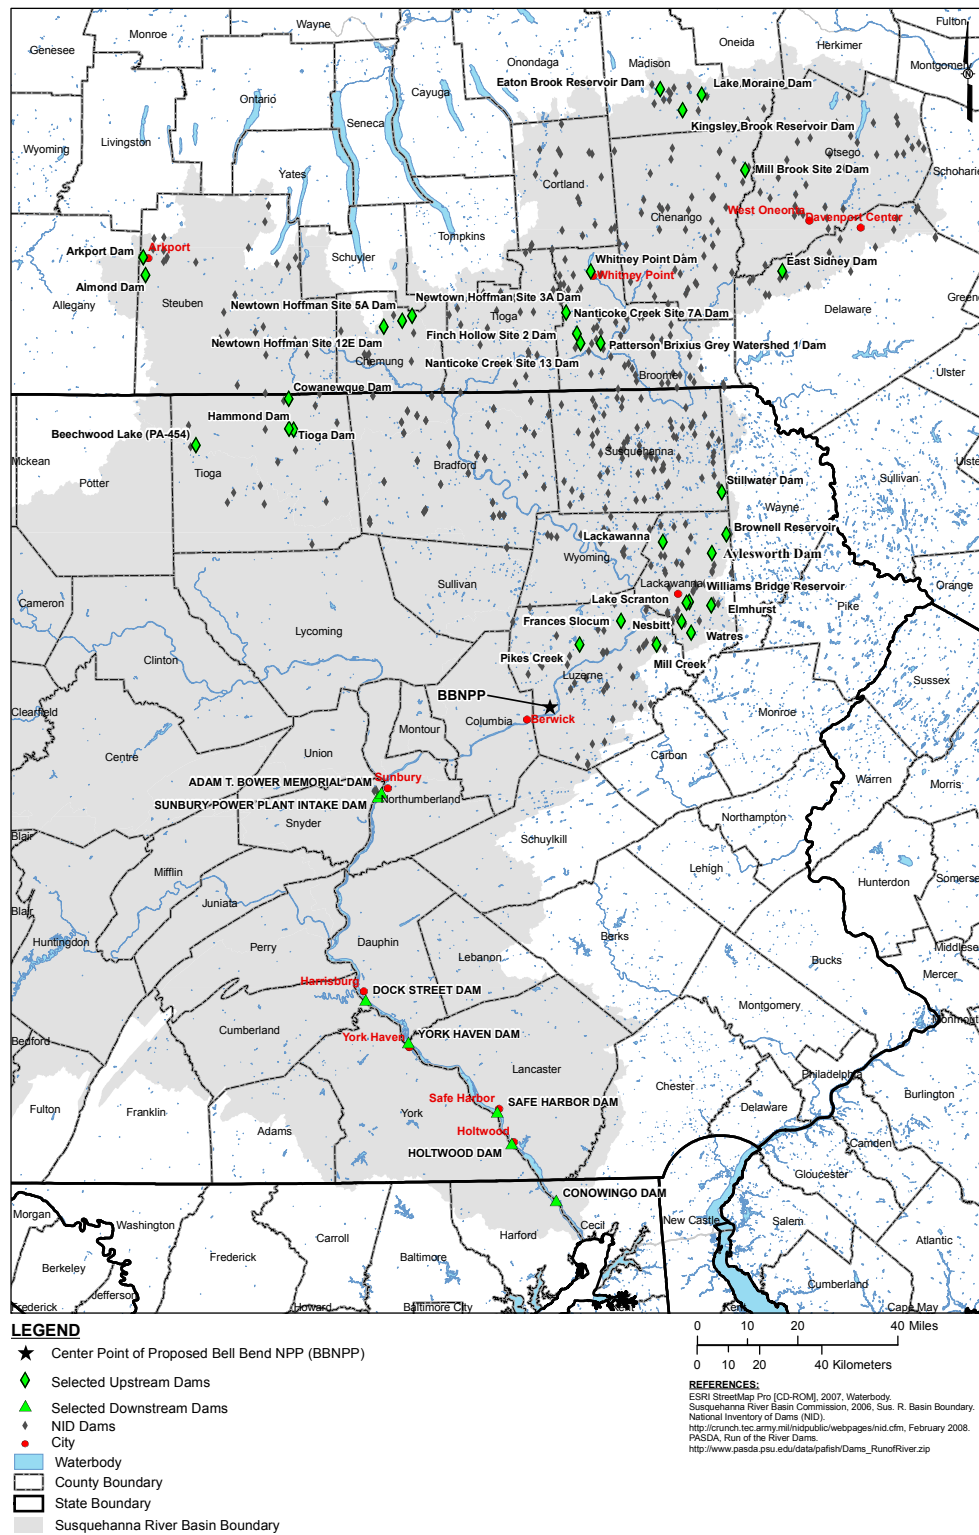 Wayne
Fulton
Monroe
Oneida
Herkimer
Genesee
Onondaga
Madison
Montgomery
Eaton Brook Reservoir Dam
Lake Moraine Dam
Cayuga
Ontario
Seneca
Kingsley Brook Reservoir Dam
Livingston
Wyoming
Otsego
Schoharie
Mill Brook Site 2 Dam
Yates
Cortland
West Oneonta
Davenport Center
Chenango
Tompkins
Arkport
Arkport Dam
Schuyler
Whitney Point Dam
East Sidney Dam
Whitney Point
Almond Dam
Allegany
Steuben
Newtown Hoffman Site 3A Dam
Newtown Hoffman Site 5A Dam
Tioga
Nanticoke Creek Site 7A Dam
Delaware
Greene
Finch Hollow Site 2 Dam
Newtown Hoffman Site 12E Dam
Patterson Brixius Grey Watershed 1 Dam
Chemung
Nanticoke Creek Site 13 Dam
Broome
Ulster
Cowanesque Dam
Hammond Dam
Beechwood Lake (PA-454)
Tioga Dam
Mckean
Tioga
Bradford
Susquehanna
Potter
Sullivan
Stillwater Dam
Wayne
Brownell Reservoir
Lackawanna
Aylesworth Dam
Wyoming
Sullivan
Lackawanna
Williams Bridge Reservoir
Orange
Cameron
Lake Scranton
Elmhurst
Pike
Lycoming
Frances Slocum
Nesbitt
Watres
Clinton
Pikes Creek
Mill Creek
Luzerne
Sussex
BBNPP
Clearfield
Columbia
Berwick
Monroe
Montour
Centre
Union
Carbon
Warren
Morris
ADAM T. BOWER MEMORIAL DAM
Sunbury
SUNBURY POWER PLANT INTAKE DAM
Northumberland
Snyder
Northampton
Blair
Schuylkill
Mifflin
Lehigh
Hunterdon
Somerse
Juniata
Blair
Huntingdon
Perry
Dauphin
Berks
Lebanon
Bucks
Middlese
Mercer
Harrisburg
DOCK STREET DAM
Montgomery
Monmout
Cumberland
York Haven
YORK HAVEN DAM
Bedford
Lancaster
Philadelphia
Chester
Fulton
Franklin
York
Safe Harbor
SAFE HARBOR DAM
Delaware
Burlington
Adams
Holtwood
HOLTWOOD DAM
Camden
Gloucester
CONOWINGO DAM
Morgan
Washington
Carroll
Harford
Cecil
New Castle
Salem
Atlantic
Frederick
Baltimore
Berkeley
Jefferson
Cumberland
Frederick
Howard
Baltimore City
Kent
Kent
Cape May
LEGEND
Center Point of Proposed Bell Bend NPP (BBNPP)
Selected Upstream Dams
Selected Downstream Dams
NID Dams
City
Waterbody
County Boundary
State Boundary
Susquehanna River Basin Boundary
0 10 20 40 Miles
0 10 20 40 Kilometers
REFERENCES:
ESRI StreetMap Pro [CD-ROM], 2007, Waterbody.
Susquehanna River Basin Commission, 2006, Sus. R. Basin Boundary.
National Inventory of Dams (NID).
http://crunch.tec.army.mil/nidpublic/webpages/nid.cfm, February 2008.
PASDA, Run of the River Dams.
http://www.pasda.psu.edu/data/pafish/Dams_RunofRiver.zip